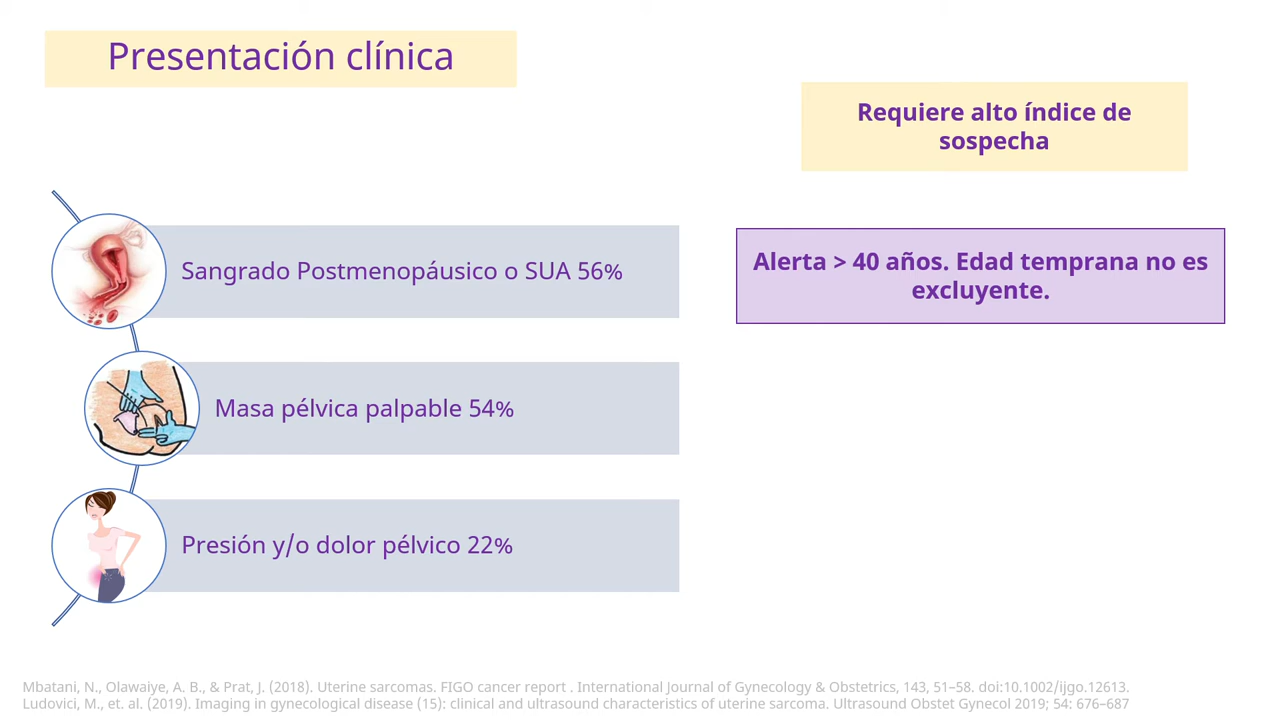 Presentación clínica
Requiere alto índice de
sospecha
Sangrado Postmenopáusico o SUA 56%
Alerta > 40 años. Edad temprana no es
excluyente.
Masa pélvica palpable 54%
Presión y/o dolor pélvico 22%
Mbatani, N., Olawaiye, A. B., & Prat, J. (2018). Uterine sarcomas. FIGO cancer report . International Journal of Gynecology & Obstetrics, 143, 51–58. doi:10.1002/ijgo.12613.
Ludovici, M., et. al. (2019). Imaging in gynecological disease (15): clinical and ultrasound characteristics of uterine sarcoma. Ultrasound Obstet Gynecol 2019; 54: 676–687